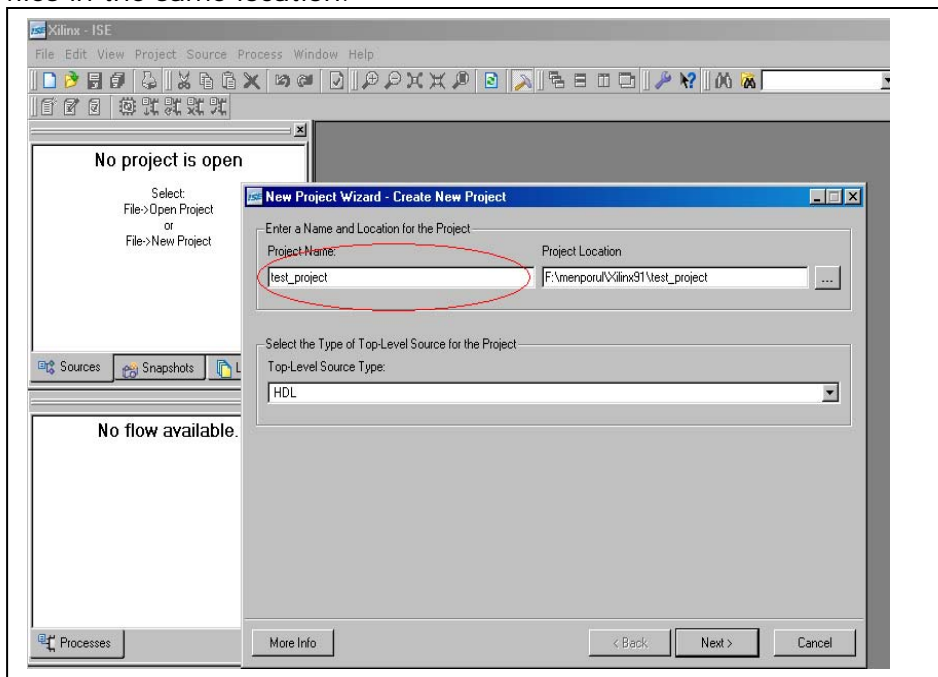 files in the same location.
Xilinx - ISE
File Edit View Project Source Process Window Help
No project is open
Select:
File->Open Project
or
File->New Project
Sources Snapshots L
No flow available.
Processes
New Project Wizard - Create New Project
Enter a Name and Location for the Project
Project Name: Project Location
test_project F:\menporul\Xilinx91\test_project ...
Select the Type of Top-Level Source for the Project
Top-Level Source Type:
HDL
More Info < Back Next > Cancel